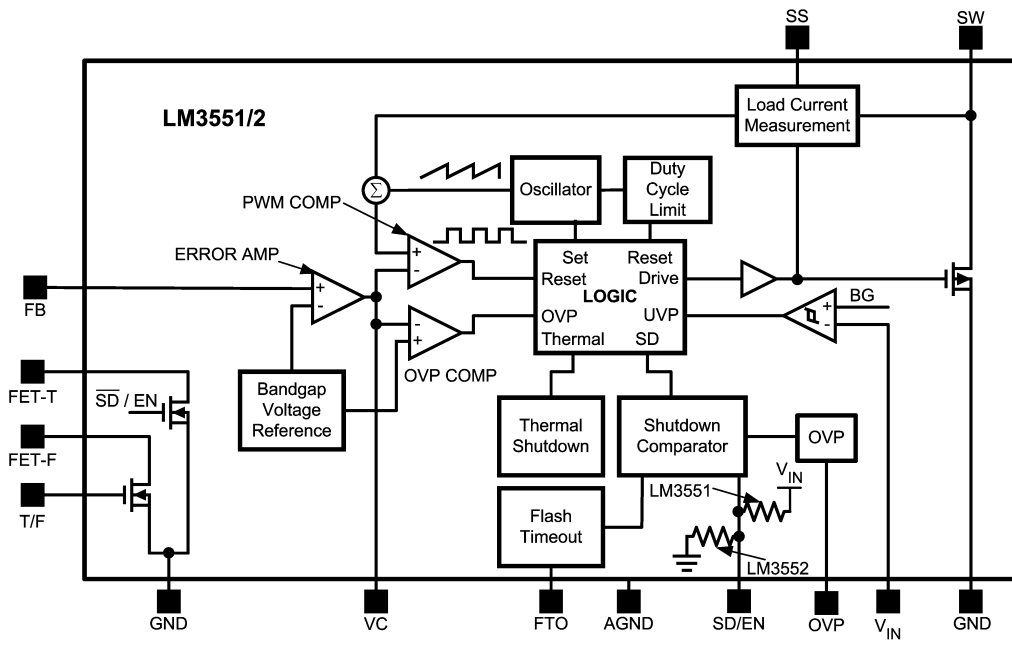 SS
SW
LM3551/2
Load Current
Measurement
Σ
Oscillator
Duty
Cycle
Limit
PWM COMP
ERROR AMP
FB
+
-
+
-
-
+
OVP COMP
Set
Reset
Reset
Drive
LOGIC
OVP
UVP
Thermal
SD
BG
+
-
FET-T
SD / EN
FET-F
T/F
Bandgap
Voltage
Reference
Thermal
Shutdown
Shutdown
Comparator
OVP
Flash
Timeout
LM3551
VIN
LM3552
GND
VC
FTO
AGND
SD/EN
OVP
VIN
GND